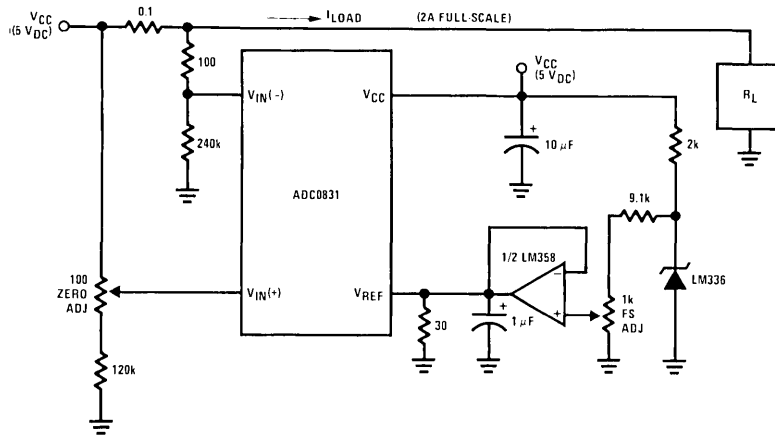 VCC
(5 VDC)
0.1
ILOAD
(2A FULL-SCALE)
100
240k
VIN(−)
VCC
ADC0831
VIN(+)
VREF
100
ZERO
ADJ
120k
VCC
(5 VDC)
+
10 μF
RL
2k
9.1k
1/2 LM358
−
+
30
+
1 μF
1k
FS
ADJ
LM336